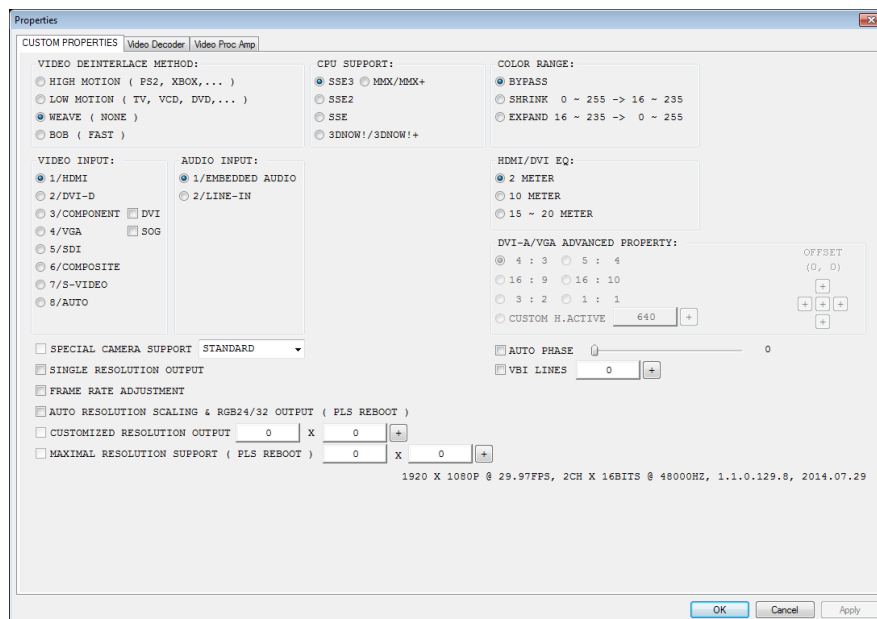 Properties
CUSTOM PROPERTIES Video Decoder Video Proc Amp
VIDEO DEINTERLACE METHOD:
HIGH MOTION ( PS2, XBOX,... )
LOW MOTION ( TV, VCD, DVD,... )
WEAVE ( NONE )
BOB ( FAST )
CPU SUPPORT:
SSE3 MMX/MMX+
SSE2
SSE
3DNOW!/3DNOW!+
COLOR RANGE:
BYPASS
SHRINK 0 ~ 255 -> 16 ~ 235
EXPAND 16 ~ 235 -> 0 ~ 255
VIDEO INPUT:
1/HDMI
2/DVI-D
3/COMPONENT DVI
4/VGA SOG
5/SDI
6/COMPOSITE
7/S-VIDEO
8/AUTO
AUDIO INPUT:
1/EMBEDDED AUDIO
2/LINE-IN
HDMI/DVI EQ:
2 METER
10 METER
15 ~ 20 METER
DVI-A/VGA ADVANCED PROPERTY:
4 : 3 5 : 4
16 : 9 16 : 10
3 : 2 1 : 1
CUSTOM H.ACTIVE 640 +
OFFSET
(0, 0)
+
+ + +
+
SPECIAL CAMERA SUPPORT STANDARD
SINGLE RESOLUTION OUTPUT
FRAME RATE ADJUSTMENT
AUTO RESOLUTION SCALING & RGB24/32 OUTPUT ( PLS REBOOT )
CUSTOMIZED RESOLUTION OUTPUT 0 X 0 +
MAXIMAL RESOLUTION SUPPORT ( PLS REBOOT ) 0 X 0 +
AUTO PHASE 0
VBI LINES 0 +
1920 X 1080P @ 29.97FPS, 2CH X 16BITS @ 48000HZ, 1.1.0.129.8, 2014.07.29
OK Cancel Apply